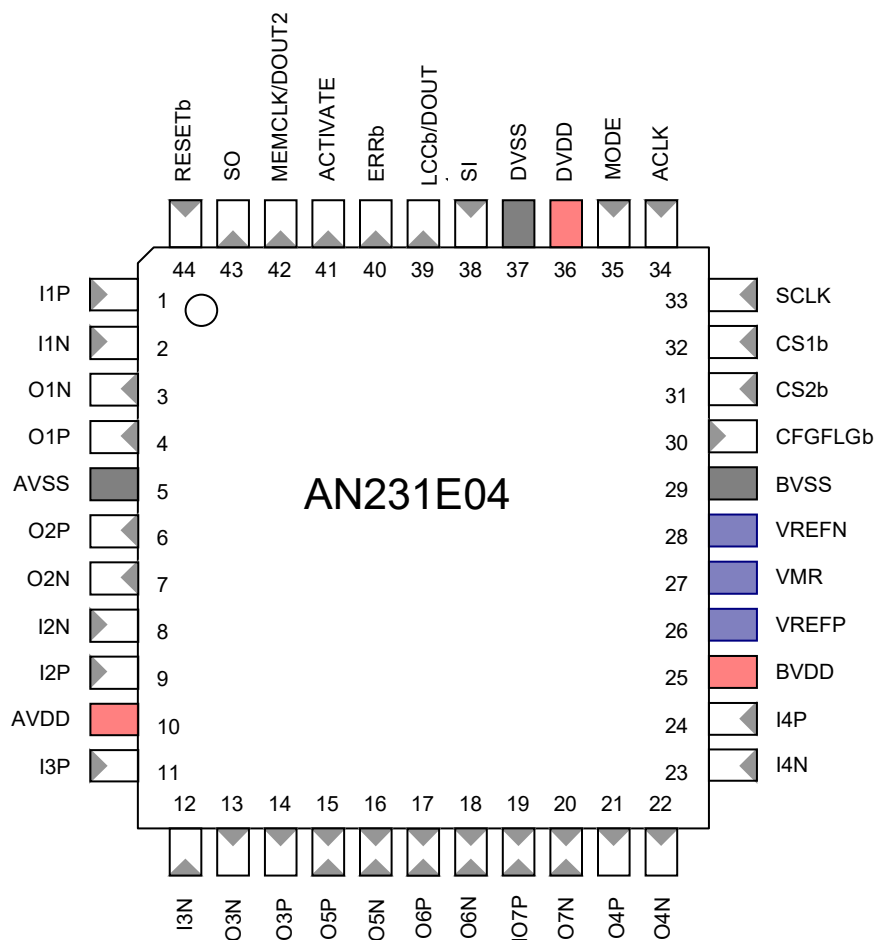 RESETb
SO
MEMCLK/DOUT2
ACTIVATE
ERRb
LCCb/DOUT
SI
DVSS
DVDD
MODE
ACLK
44 43 42 41 40 39 38 37 36 35 34
I1P 1
I1N 2
O1N 3
O1P 4
AVSS 5
O2P 6
O2N 7
I2N 8
I2P 9
AVDD 10
I3P 11
AN231E04
33 SCLK
32 CS1b
31 CS2b
30 CFGFLGb
29 BVSS
28 VREFN
27 VMR
26 VREFP
25 BVDD
24 I4P
23 I4N
12 13 14 15 16 17 18 19 20 21 22
I3N
O3N
O3P
O5P
O5N
O6P
O6N
IO7P
O7N
O4P
O4N